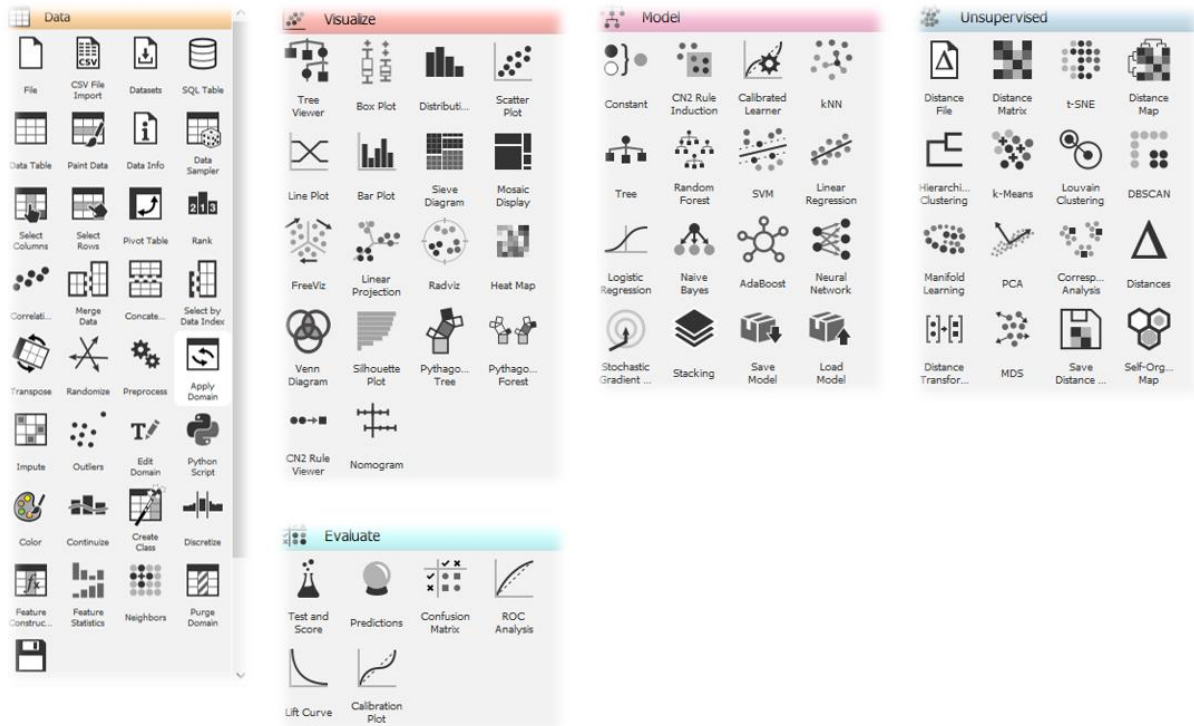 Data
File
CSV File
Import
Datasets
SQL Table
Data Table
Paint Data
Data Info
Data
Sampler
Select
Columns
Select
Rows
Pivot Table
Rank
Correlati...
Merge
Data
Concate...
Select by
Data Index
Transpose
Randomize
Preprocess
Apply
Domain
Impute
Outliers
Edit
Domain
Python
Script
Color
Continuize
Create
Class
Discretize
Feature
Construc...
Feature
Statistics
Neighbors
Purge
Domain
Visualize
Tree
Viewer
Box Plot
Distributi...
Scatter
Plot
Line Plot
Bar Plot
Sieve
Diagram
Mosaic
Display
FreeViz
Linear
Projection
Radviz
Heat Map
Venn
Diagram
Silhouette
Plot
Pythago...
Tree
Pythago...
Forest
CN2 Rule
Viewer
Nomogram
Evaluate
Test and
Score
Predictions
Confusion
Matrix
ROC
Analysis
Lift Curve
Calibration
Plot
Model
Constant
CN2 Rule
Induction
Calibrated
Learner
kNN
Tree
Random
Forest
SVM
Linear
Regression
Logistic
Regression
Naive
Bayes
AdaBoost
Neural
Network
Stochastic
Gradient ...
Stacking
Save
Model
Load
Model
Unsupervised
Distance
File
Distance
Matrix
t-SNE
Distance
Map
Hierarchi...
Clustering
k-Means
Louvain
Clustering
DBSCAN
Manifold
Learning
PCA
Corresp...
Analysis
Distances
Distance
Transfor...
MDS
Save
Distance ...
Self-Org...
Map